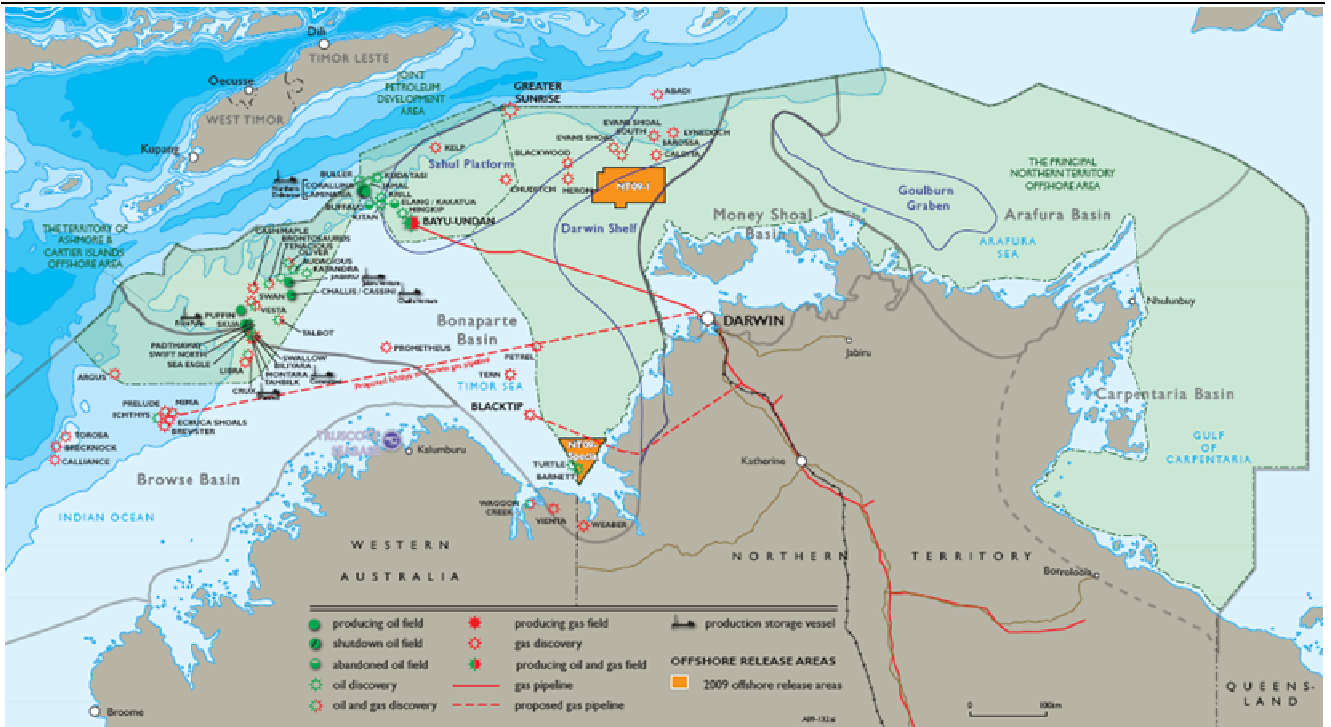 Dili
TIMOR LESTE
Oecusse
WEST TIMOR
Kupang
JOINT
PETROLEUM
DEVELOPMENT
AREA
GREATER
SUNRISE
ABADI
EVANS SHOAL
SOUTH
EVANS SHOAL
LYNEDOCH
BAROSSA
CALDITA
BLACKWOOD
KELP
Sahul Platform
CHUDITCH
HERON
NT09-1
THE PRINCIPAL
NORTHERN TERRITORY
OFFSHORE AREA
Goulburn
Graben
Arafura Basin
ARAFURA
SEA
Money Shoal
Basin
Darwin Shelf
BULLER
KUDA TASI
CORALLINA
JAHAL
LAMINARIA
KRILL
BUFFALO
ELANG / KAKATUA
KITAN
BAYU-UNDAN
THE TERRITORY OF
ASHMORE &
CARTIER ISLANDS
OFFSHORE AREA
CASH/MAPLE
BRONTOSAURUS
TENACIOUS
OLIVER
AUDACIOUS
KATANDRA
JABIRU
CHALLIS / CASSINI
SWAN
VESTA
TALBOT
PUFFIN
SKUA
PADTHAWAY
SWIFT NORTH
SEA EAGLE
SWALLOW
BILYARA
MONTARA
TAHBILK
LIBRA
CRUX
ARGUS
PRELUDE
MIMA
ICHTHYS
ECHUCA SHOALS
BREWSTER
TOROSA
BRECKNOCK
CALLIANCE
Bonaparte
Basin
PROMETHEUS
PETREL
TERN
TIMOR SEA
BLACKTIP
TURTLE
BARNETT
WAGGON
CREEK
VIENTA
WEABER
Kalumburu
Browse Basin
INDIAN OCEAN
DARWIN
Jabiru
Nhulunbuy
Carpentaria Basin
GULF
OF
CARPENTARIA
Katherine
Borroloola
WESTERN
AUSTRALIA
NORTHERN TERRITORY
QUEENS-
LAND
Broome
producing oil field
shutdown oil field
abandoned oil field
oil discovery
oil and gas discovery
producing gas field
gas discovery
producing oil and gas field
gas pipeline
proposed gas pipeline
production storage vessel
OFFSHORE RELEASE AREAS
2009 offshore release areas
0 100km